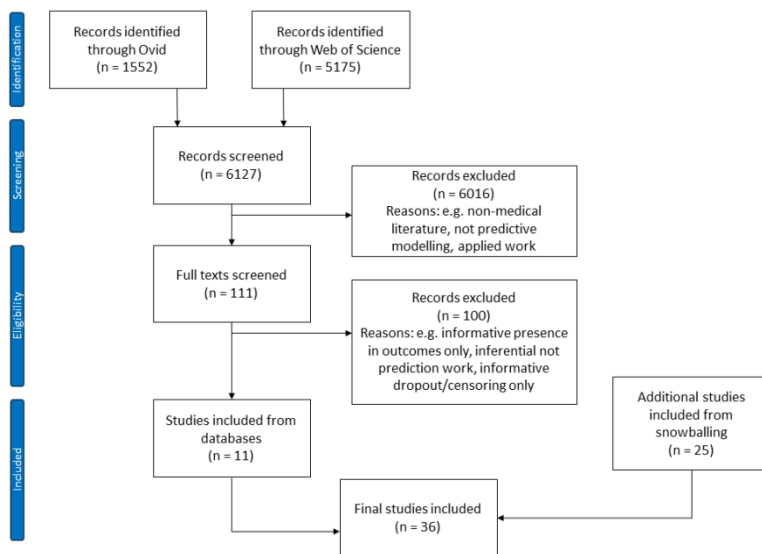 Identification
Records identified
through Ovid
(n = 1552)
Records identified
through Web of Science
(n = 5175)
Screening
Records screened
(n = 6127)
Records excluded
(n = 6016)
Reasons: e.g. non-medical
literature, not predictive
modelling, applied work
Eligibility
Full texts screened
(n = 111)
Records excluded
(n = 100)
Reasons: e.g. informative presence
in outcomes only, inferential not
prediction work, informative
dropout/censoring only
Included
Studies included from
databases
(n = 11)
Additional studies
included from
snowballing
(n = 25)
Final studies included
(n = 36)